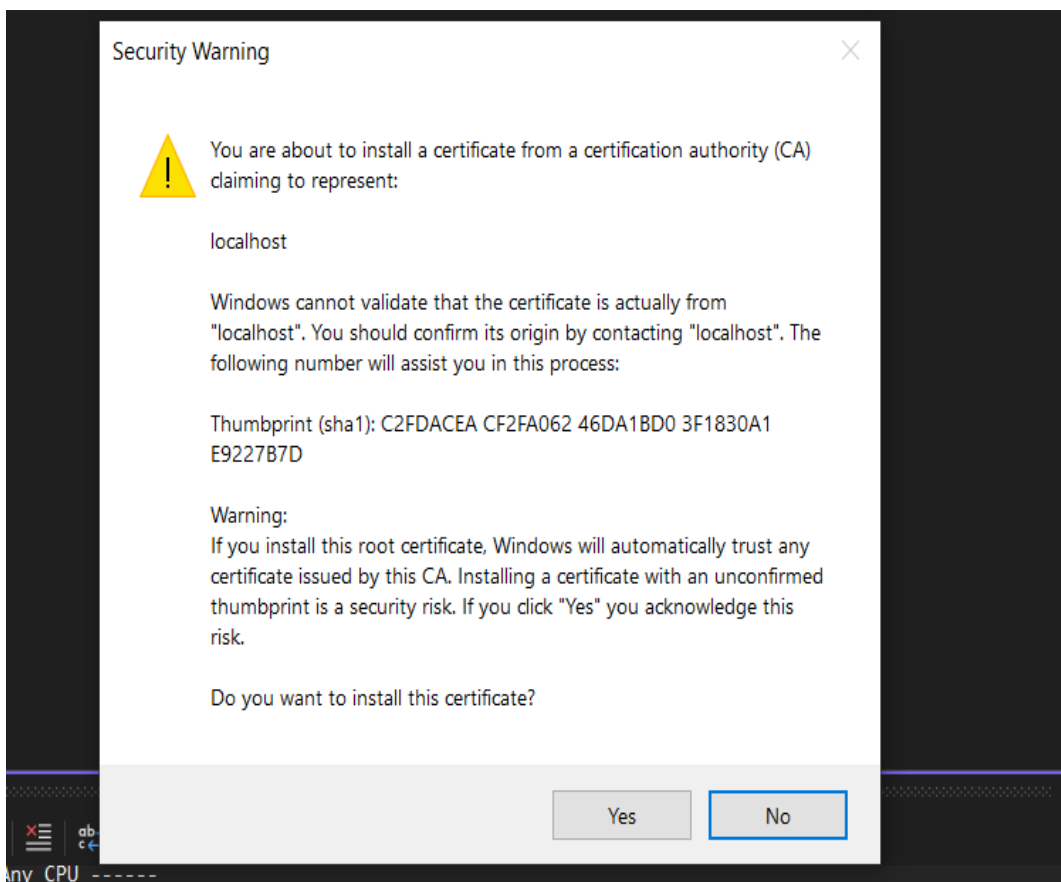 Security Warning
You are about to install a certificate from a certification authority (CA)
claiming to represent:
localhost
Windows cannot validate that the certificate is actually from
"localhost". You should confirm its origin by contacting "localhost". The
following number will assist you in this process:
Thumbprint (sha1): C2FDACEA CF2FA062 46DA1BD0 3F1830A1
E9227B7D
Warning:
If you install this root certificate, Windows will automatically trust any
certificate issued by this CA. Installing a certificate with an unconfirmed
thumbprint is a security risk. If you click "Yes" you acknowledge this
risk.
Do you want to install this certificate?
Yes No
ab
c
Any CPU ------